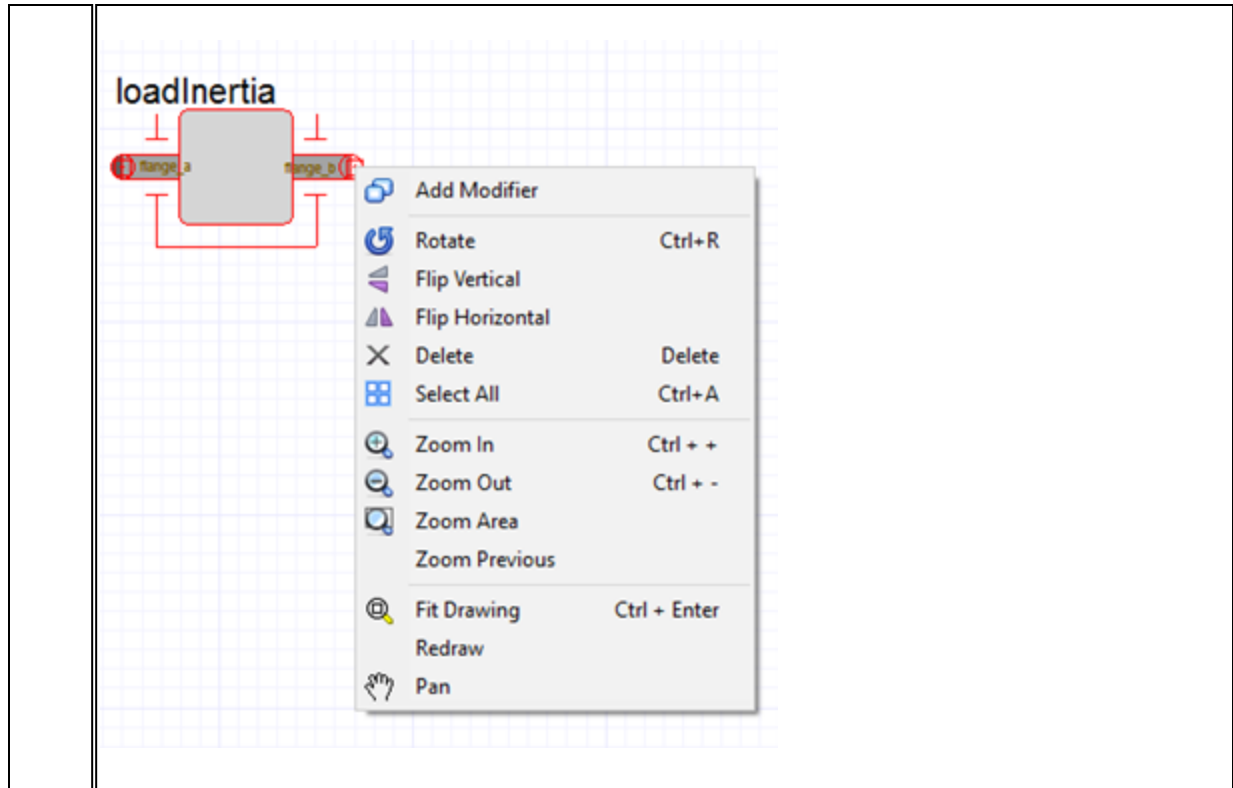 loadInertia
flange_a flange_b
Add Modifier
Rotate Ctrl+R
Flip Vertical
Flip Horizontal
Delete Delete
Select All Ctrl+A
Zoom In Ctrl + +
Zoom Out Ctrl + -
Zoom Area
Zoom Previous
Fit Drawing Ctrl + Enter
Redraw
Pan